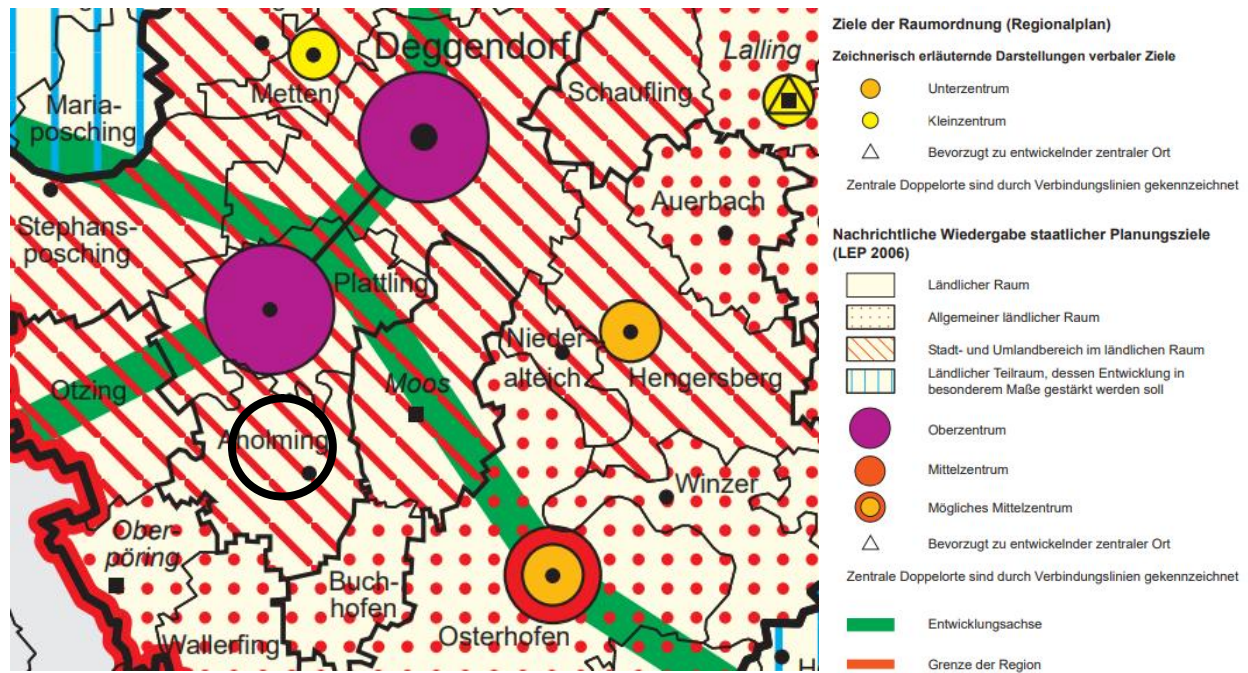 Deggendorf
Metten
Maria-
posching
Schaufling
Lalling
Auerbach
Stephans-
posching
Plattling
Otzing
Moos
Nieder-
alteich
Hengersberg
Aholming
Winzer
Ober-
pöring
Buch-
hofen
Wallerfing
Osterhofen
H
Ziele der Raumordnung (Regionalplan)
Zeichnerisch erläuternde Darstellungen verbaler Ziele
Unterzentrum
Kleinzentrum
Bevorzugt zu entwickelnder zentraler Ort
Zentrale Doppelorte sind durch Verbindungslinien gekennzeichnet
Nachrichtliche Wiedergabe staatlicher Planungsziele
(LEP 2006)
Ländlicher Raum
Allgemeiner ländlicher Raum
Stadt- und Umlandbereich im ländlichen Raum
Ländlicher Teilraum, dessen Entwicklung in
besonderem Maße gestärkt werden soll
Oberzentrum
Mittelzentrum
Mögliches Mittelzentrum
Bevorzugt zu entwickelnder zentraler Ort
Zentrale Doppelorte sind durch Verbindungslinien gekennzeichnet
Entwicklungsachse
Grenze der Region